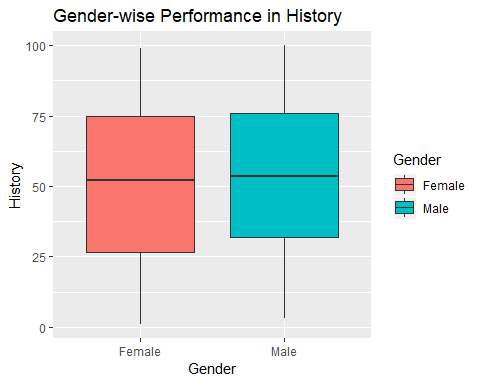 Gender-wise Performance in History
100
75
50
25
0
History
Female
Male
Gender
Gender
Female
Male